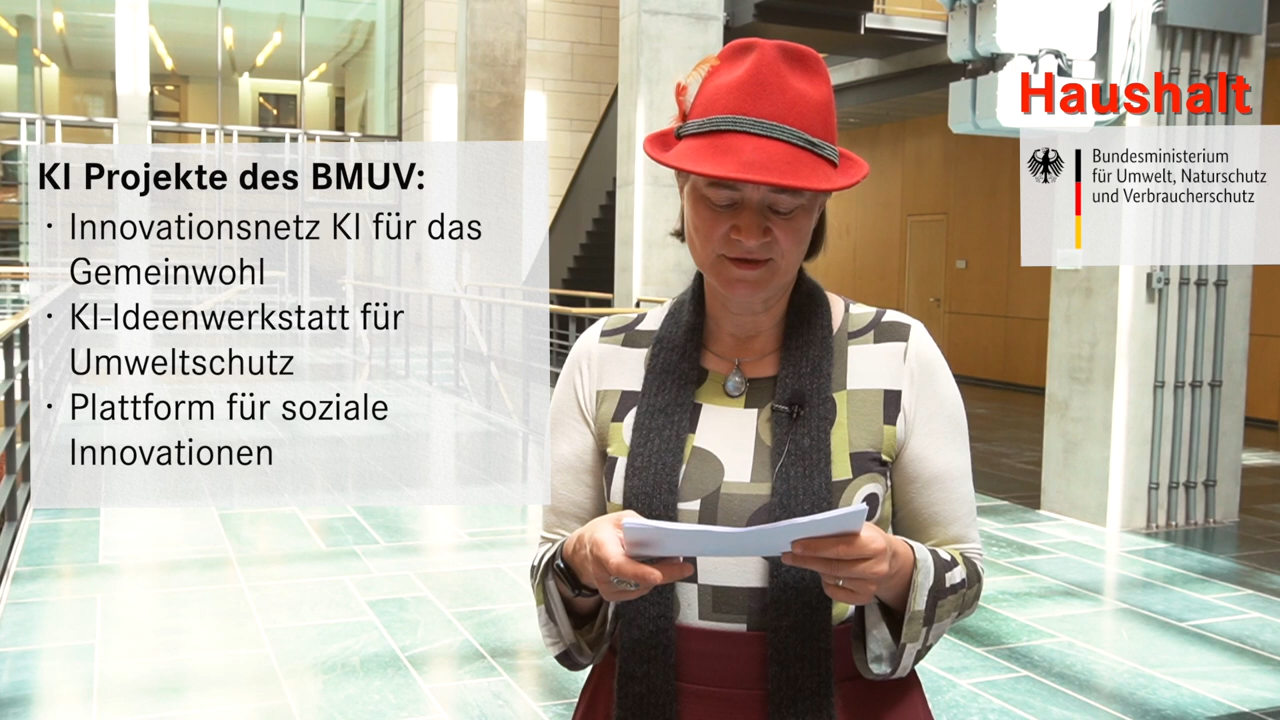 Haushalt
Bundesministerium
für Umwelt, Naturschutz
und Verbraucherschutz
KI Projekte des BMUV:
· Innovationsnetz KI für das
Gemeinwohl
· KI-Ideenwerkstatt für
Umweltschutz
· Plattform für soziale
Innovationen